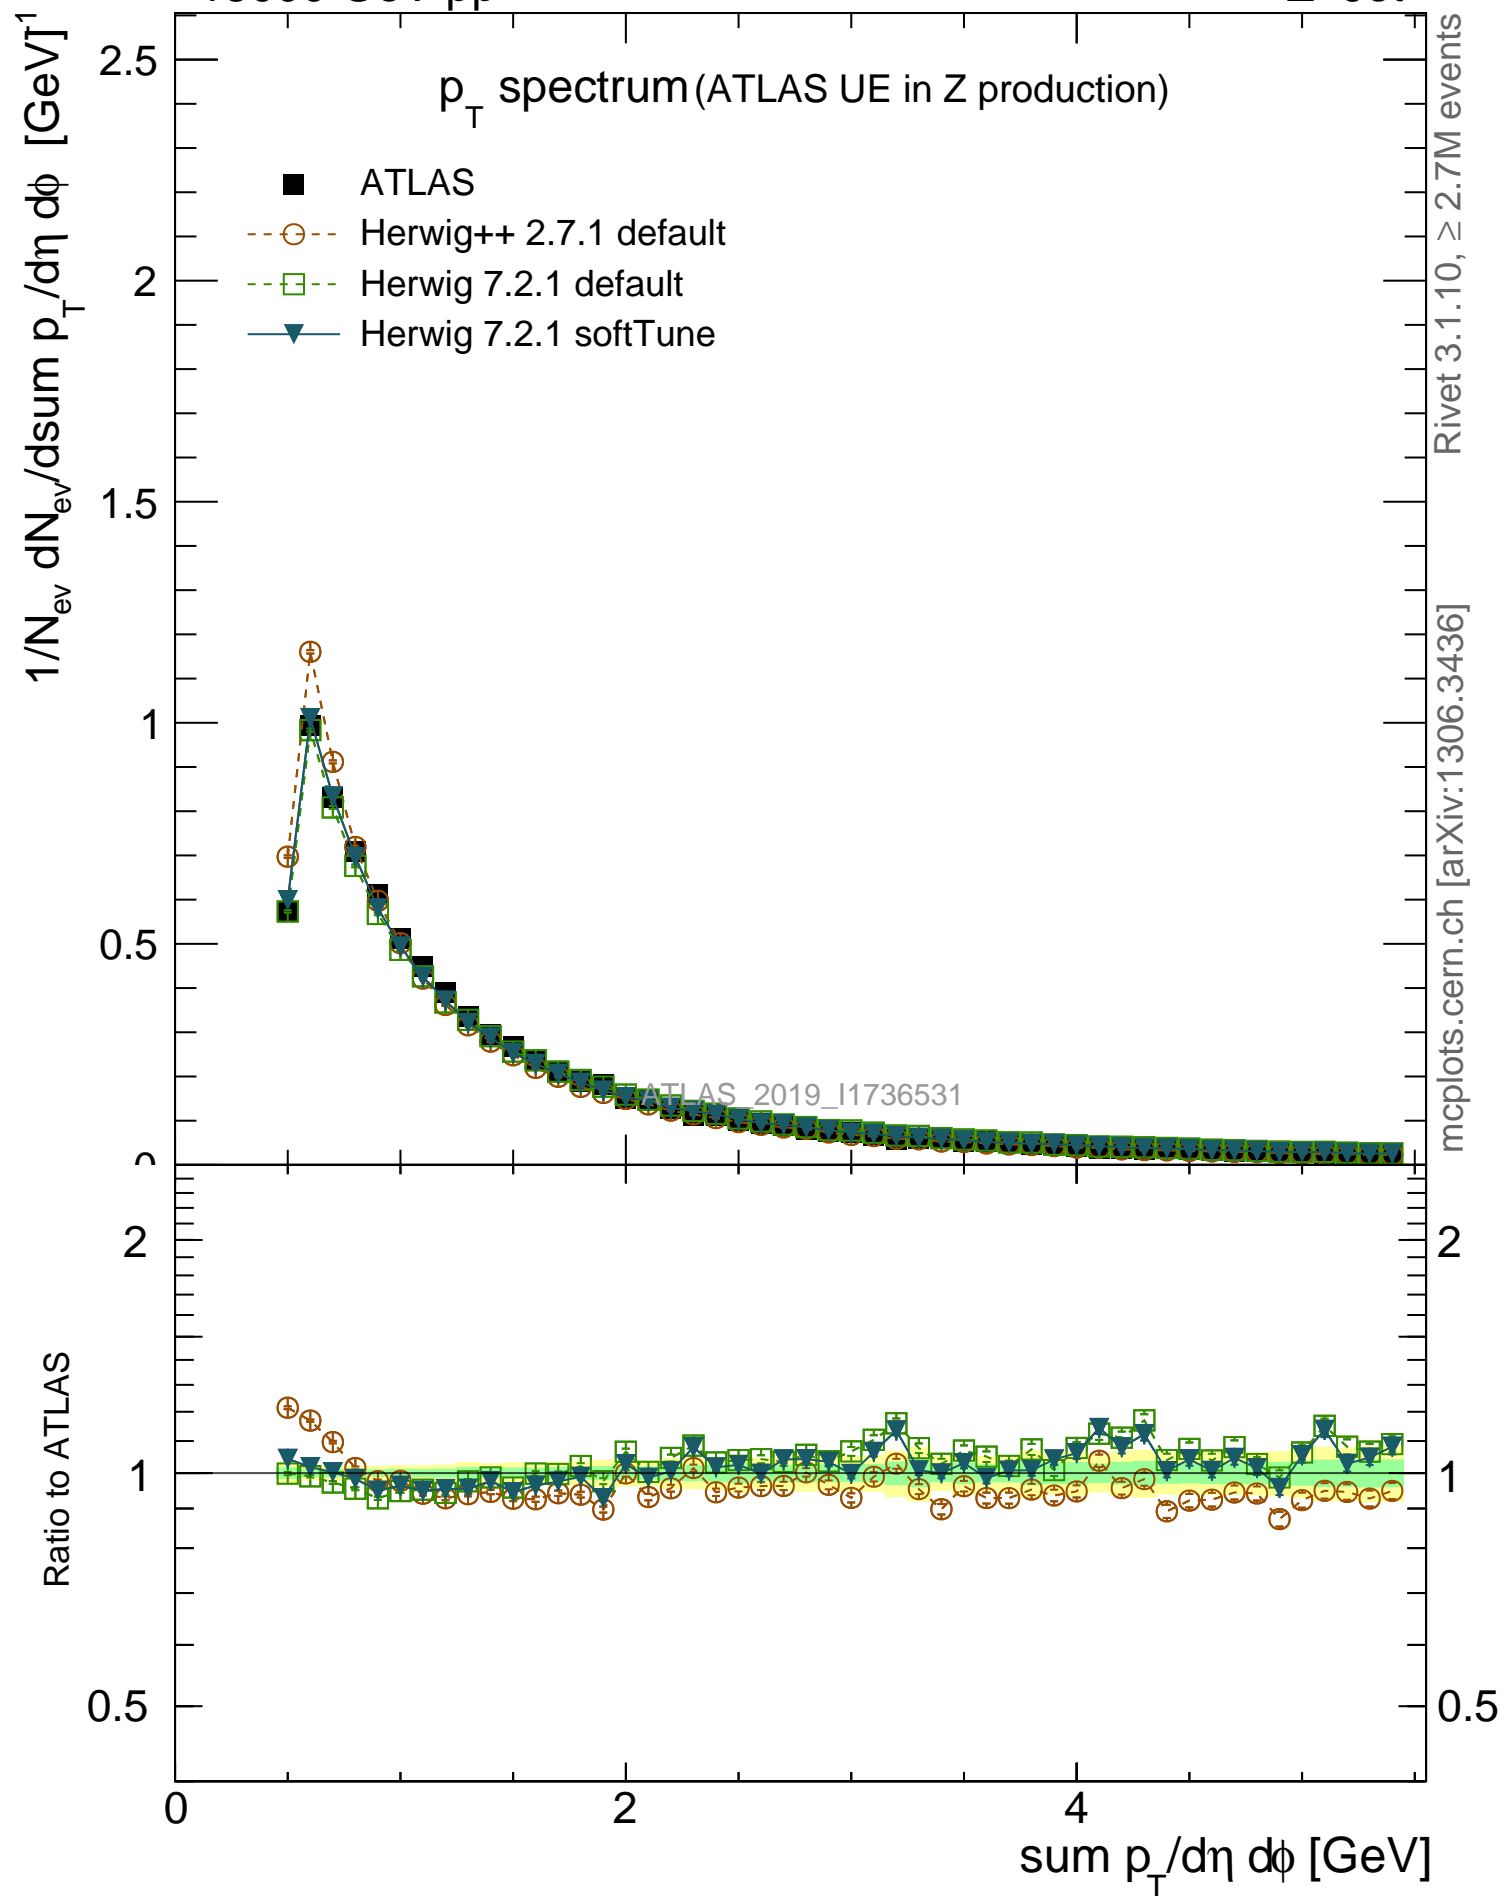 p_T spectrum (ATLAS UE in Z production)
ATLAS
Herwig++ 2.7.1 default
Herwig 7.2.1 default
Herwig 7.2.1 softTune
1/N_ev dN_ev/dsum p_T/dη dϕ [GeV]^-1
2.5
2
1.5
1
0.5
0
ATLAS_2019_I1736531
Rivet 3.1.10, ≥ 2.7M events
mcplots.cern.ch [arXiv:1306.3436]
Ratio to ATLAS
2
1
0.5
2
1
0.5
0
2
4
sum p_T/dη dϕ [GeV]